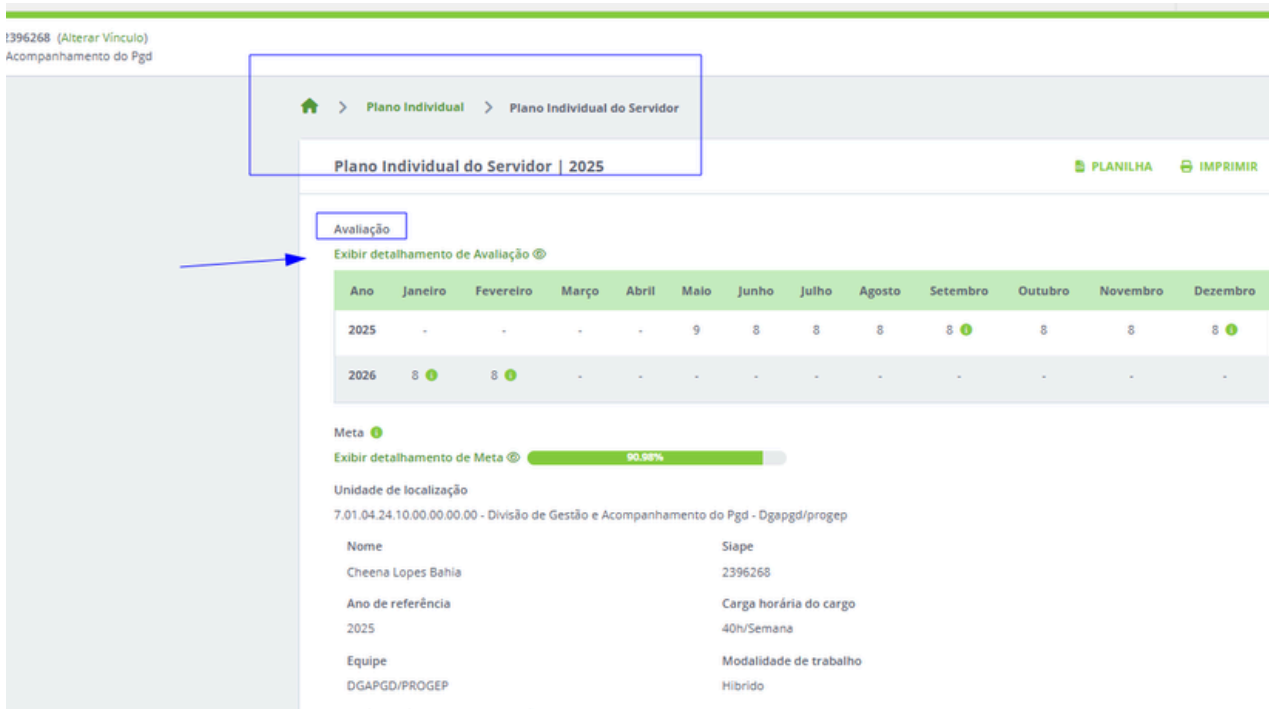 2396268 (Alterar Vínculo)
Acompanhamento do Pgd
Plano Individual > Plano Individual do Servidor
Plano Individual do Servidor | 2025 PLANILHA IMPRIMIR
Avaliação
Exibir detalhamento de Avaliação
Ano Janeiro Fevereiro Março Abril Maio Junho Julho Agosto Setembro Outubro Novembro Dezembro
2025 - - - - 9 8 8 8 8 8 8 8
2026 8 8 - - - - - - - - - -
Meta
Exibir detalhamento de Meta 90.98%
Unidade de localização
7.01.04.24.10.00.00.00.00 - Divisão de Gestão e Acompanhamento do Pgd - Dgapgd/progep
Nome Siape
Cheena Lopes Bahia 2396268
Ano de referência Carga horária do cargo
2025 40h/Semana
Equipe Modalidade de trabalho
DGAPGD/PROGEP Híbrido